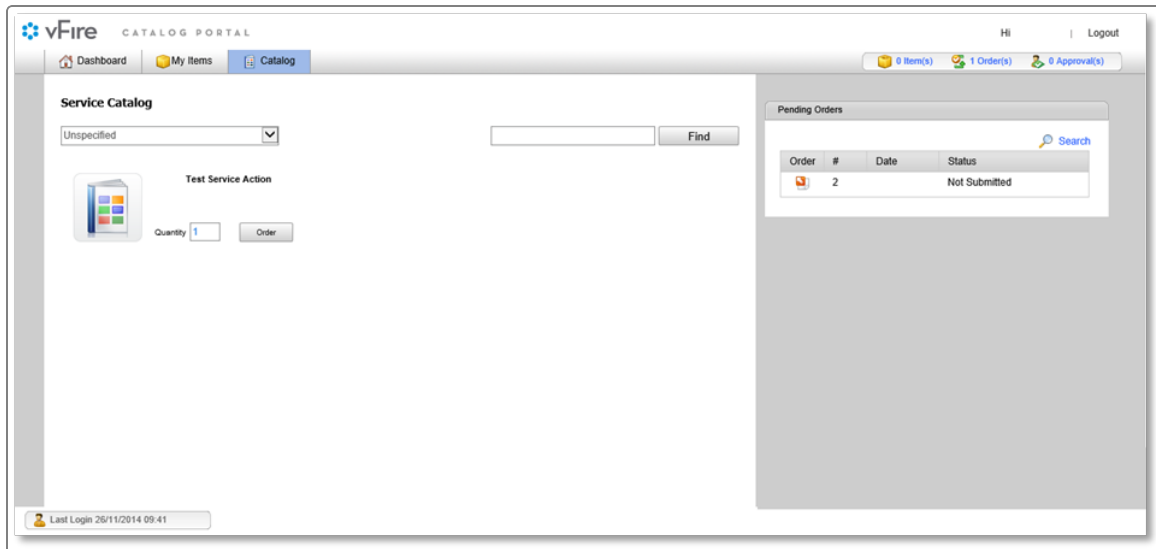 vFire CATALOG PORTAL
Hi | Logout
Dashboard My Items Catalog 0 Item(s) 1 Order(s) 0 Approval(s)
Service Catalog
Unspecified Find
Test Service Action
Quantity 1 Order
Pending Orders
Search
Order # Date Status
2 Not Submitted
Last Login 26/11/2014 09:41